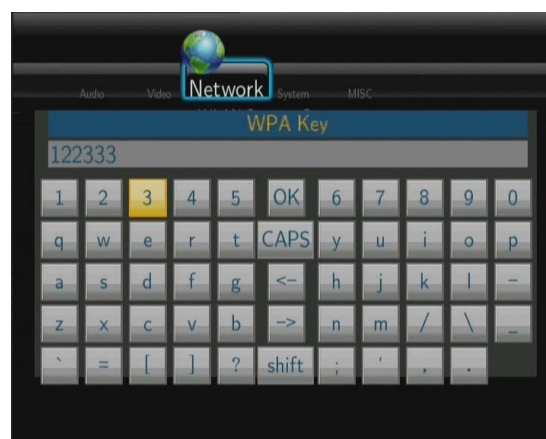 Network
Audio Video System MISC
WPA Key
122333
1 2 3 4 5 OK 6 7 8 9 0
q w e r t CAPS y u i o p
a s d f g <- h j k l -
z x c v b -> n m / \ _
` = [ ] ? shift ; ' , .